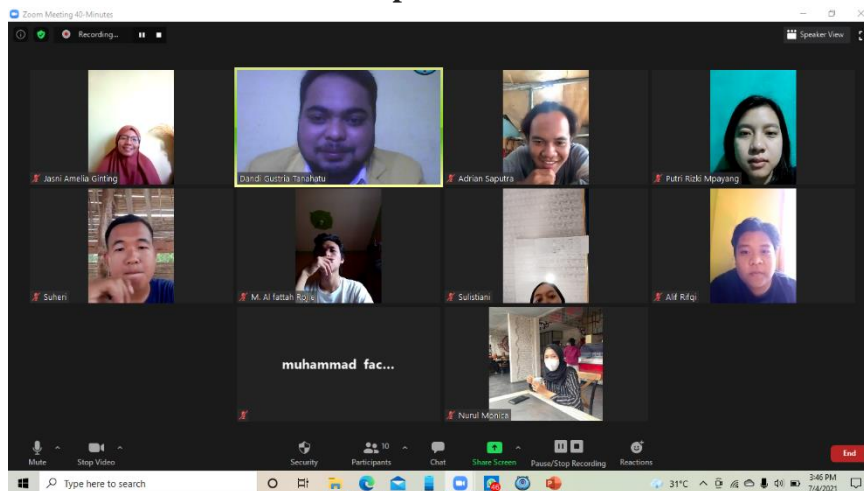 Zoom Meeting 40-Minutes
Recording...
Speaker View
Jasni Amelia Ginting
Dandi Gustria Tanahatu
Adrian Saputra
Putri Rizki Mpayang
Suheri
M. Al fattah
Sulistiani
Alif Rifqi
muhammad fac...
Nurul Monica
Mute
Stop Video
Security
Participants
10
Chat
Share Screen
Pause/Stop Recording
Reactions
End
Type here to search
31°C
3:46 PM
7/4/2021